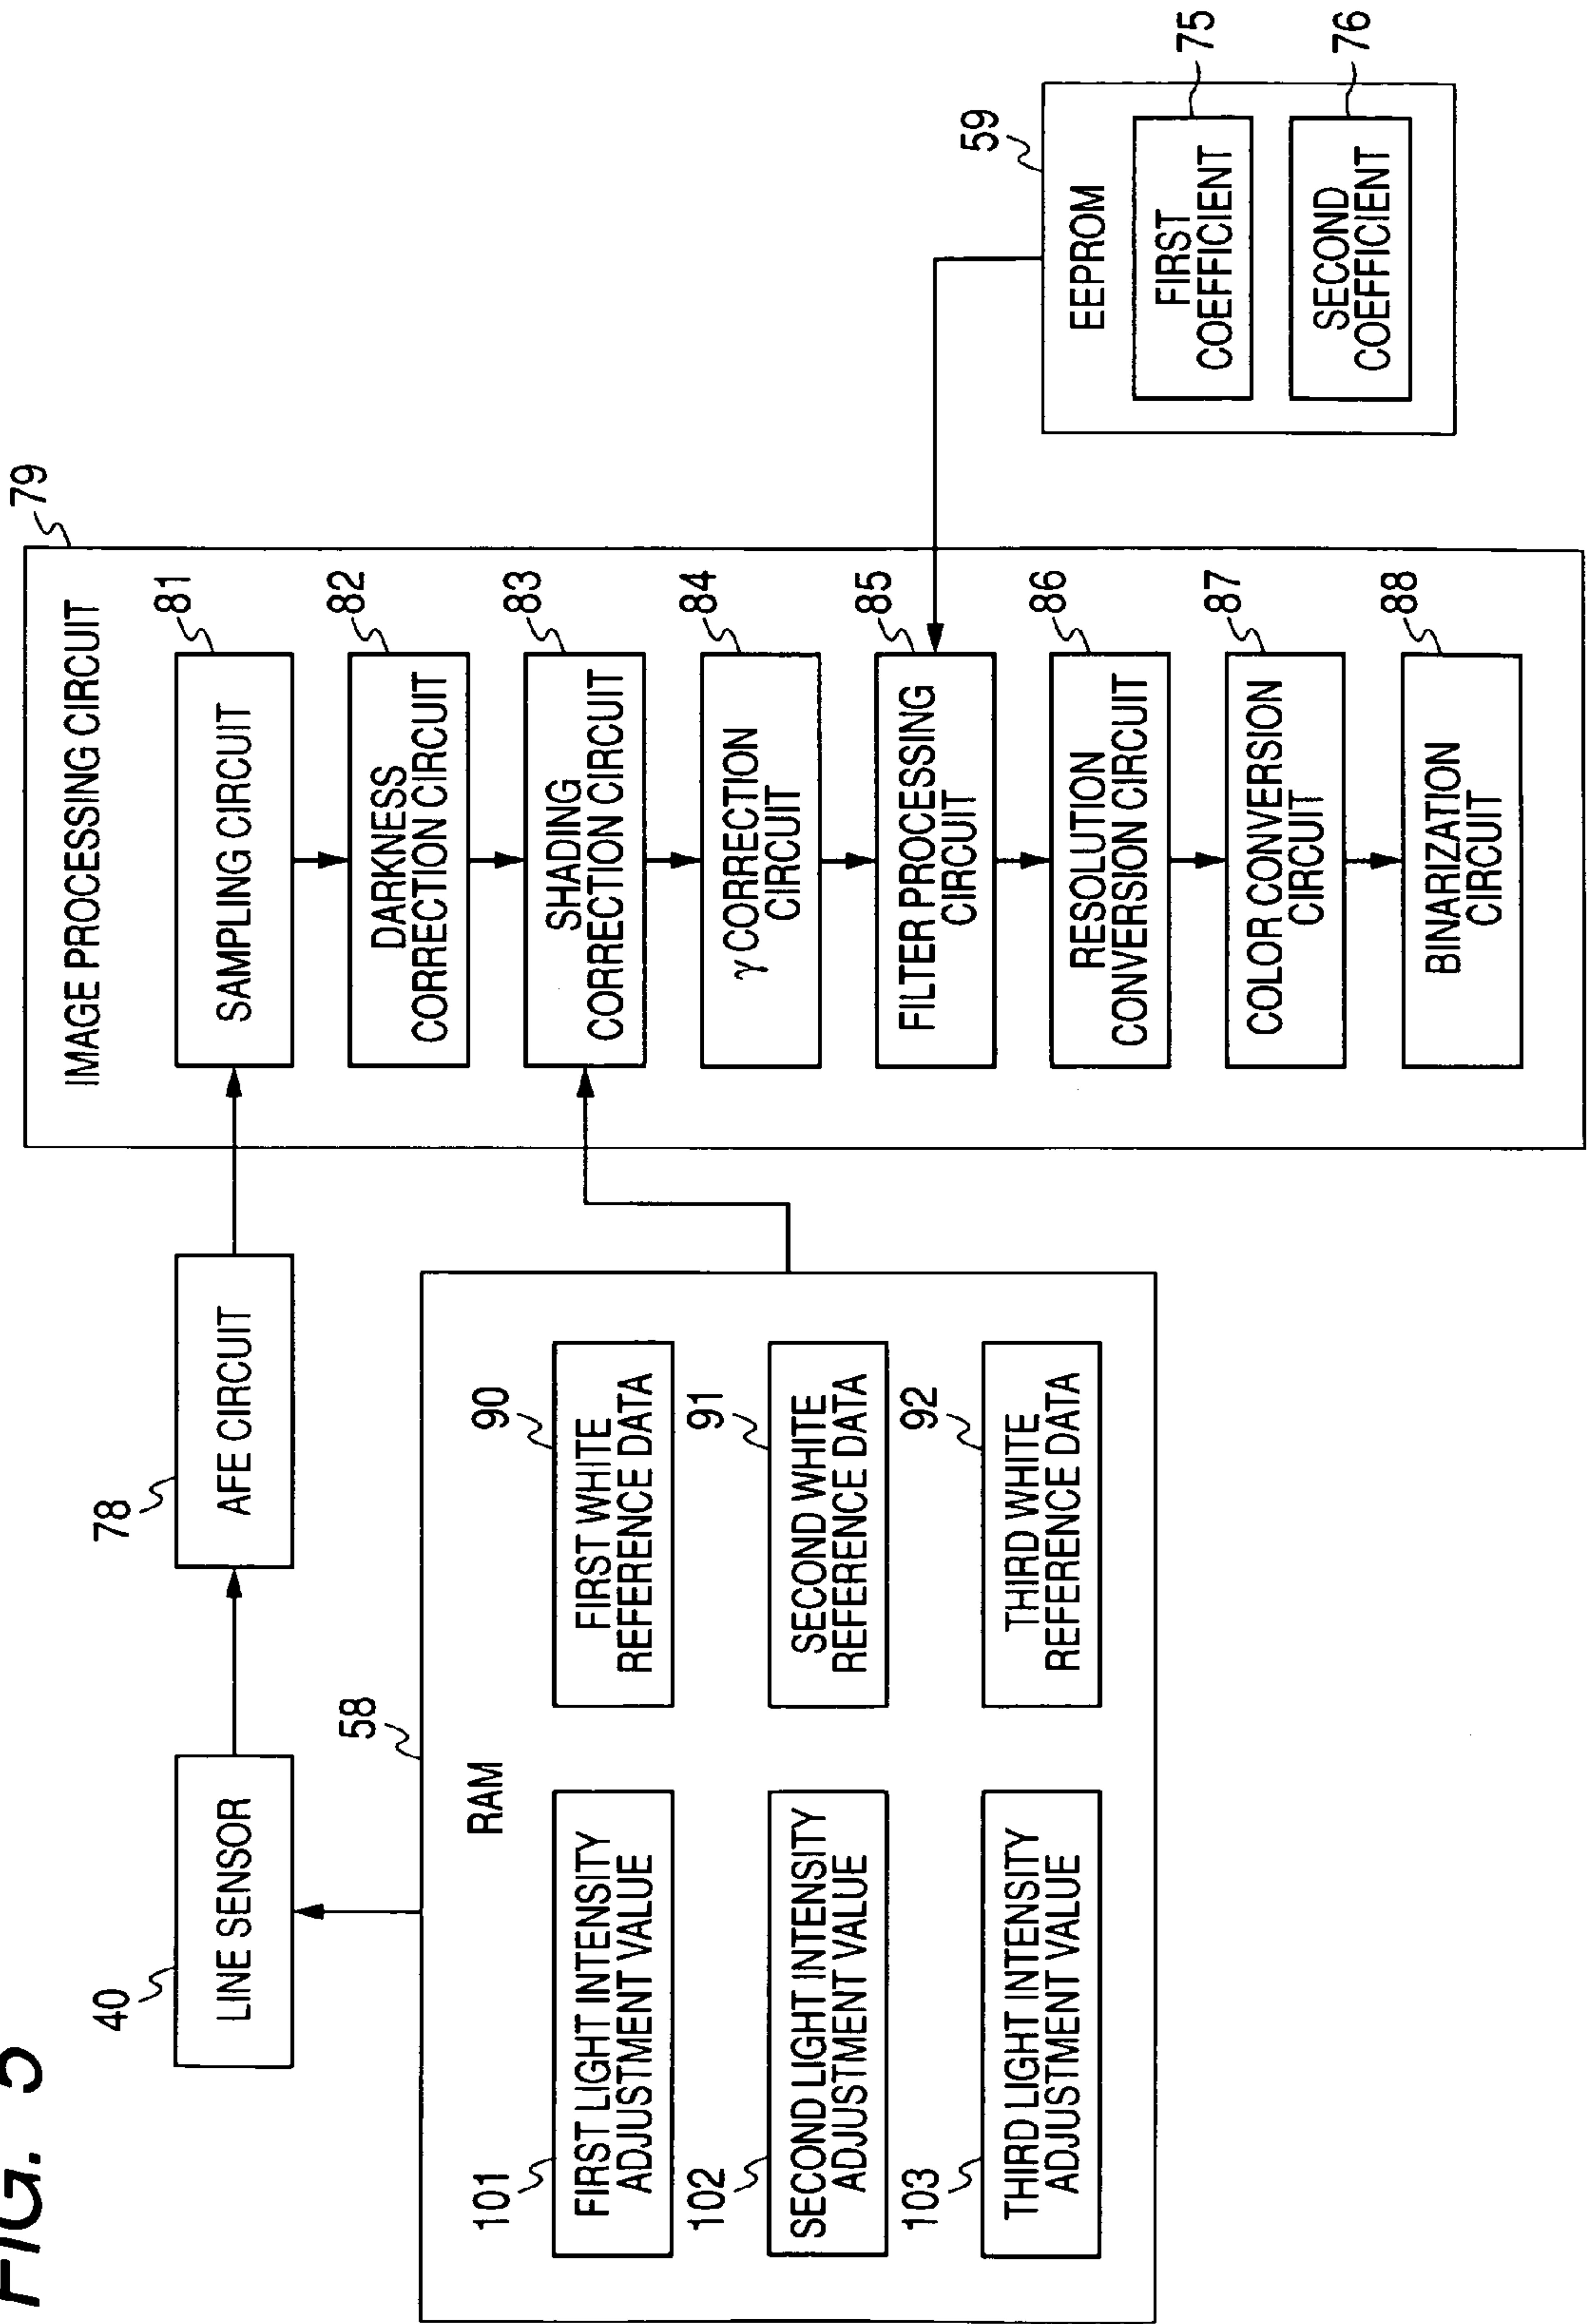 FIG. 5
40
LINE SENSOR
78
AFE CIRCUIT
58
RAM
101
FIRST LIGHT INTENSITY
ADJUSTMENT VALUE
102
SECOND LIGHT INTENSITY
ADJUSTMENT VALUE
103
THIRD LIGHT INTENSITY
ADJUSTMENT VALUE
90
FIRST WHITE
REFERENCE DATA
91
SECOND WHITE
REFERENCE DATA
92
THIRD WHITE
REFERENCE DATA
79
IMAGE PROCESSING CIRCUIT
81
SAMPLING CIRCUIT
82
DARKNESS
CORRECTION CIRCUIT
83
SHADING
CORRECTION CIRCUIT
84
γ CORRECTION
CIRCUIT
85
FILTER PROCESSING
CIRCUIT
86
RESOLUTION
CONVERSION CIRCUIT
87
COLOR CONVERSION
CIRCUIT
88
BINARIZATION
CIRCUIT
59
EEPROM
75
FIRST
COEFFICIENT
76
SECOND
COEFFICIENT